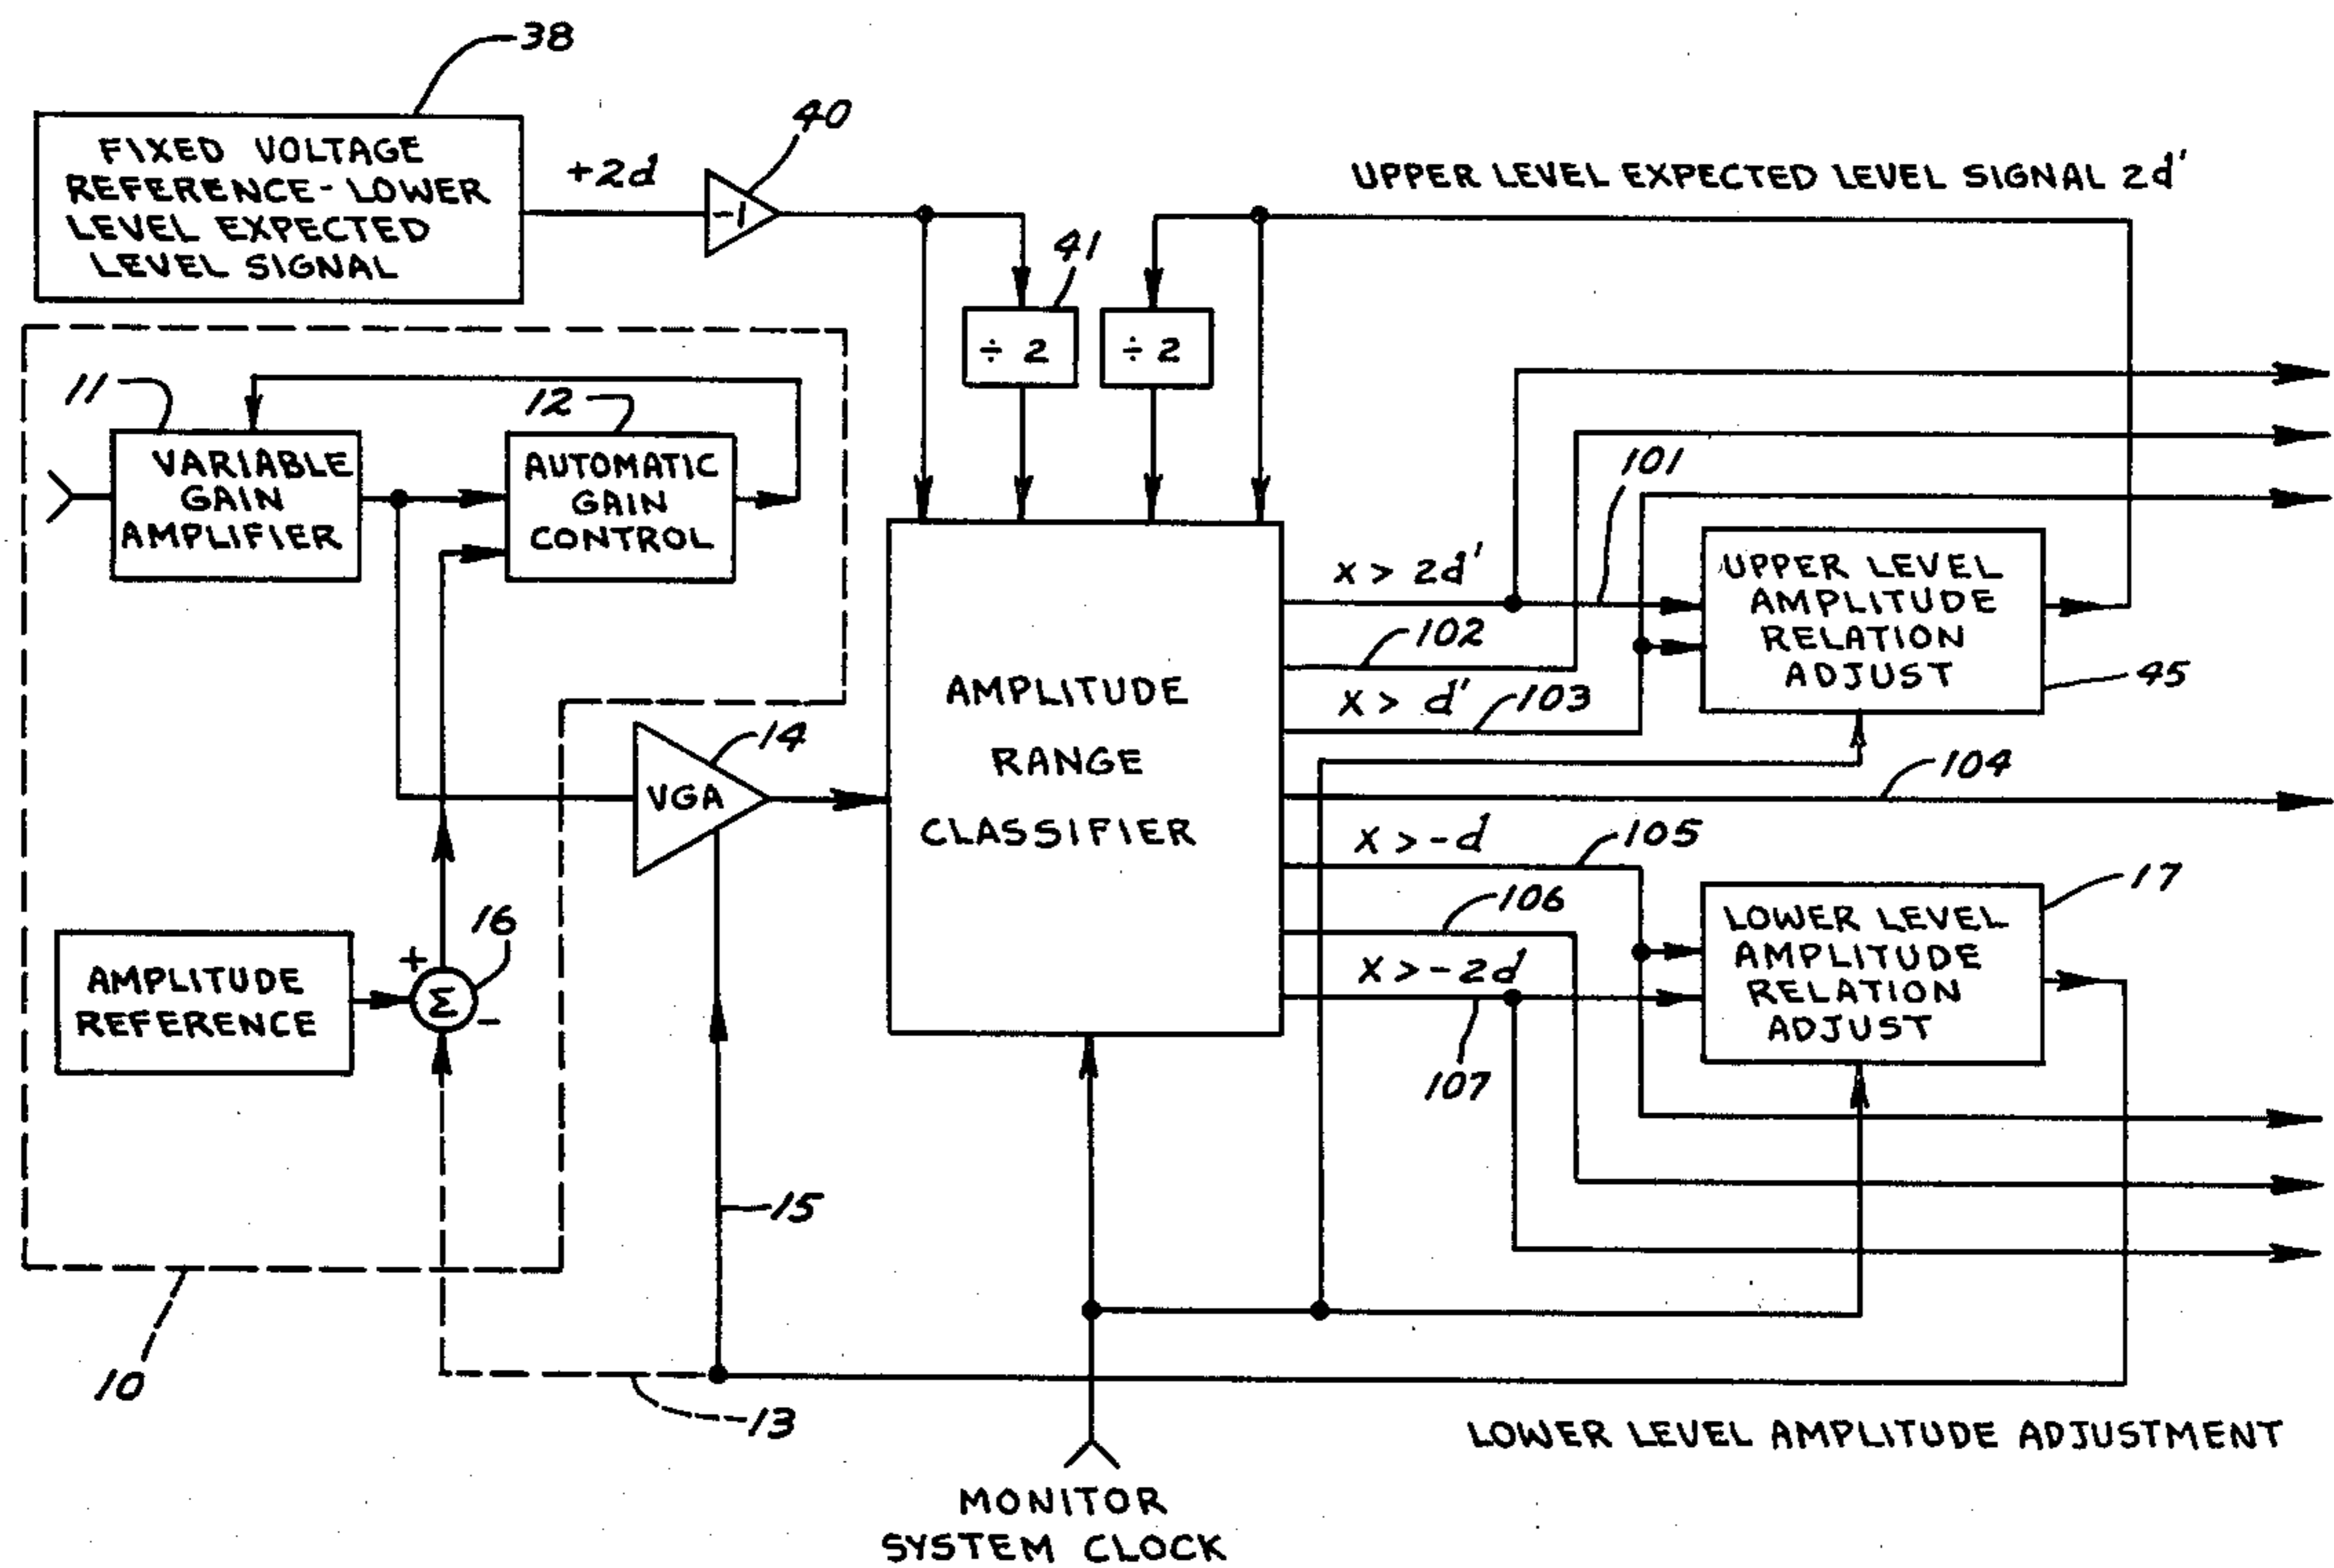 38
FIXED VOLTAGE
REFERENCE-LOWER
LEVEL EXPECTED
LEVEL SIGNAL
+2d
-1
40
UPPER LEVEL EXPECTED LEVEL SIGNAL 2d'
41
÷ 2
÷ 2
11
VARIABLE
GAIN
AMPLIFIER
12
AUTOMATIC
GAIN
CONTROL
101
X > 2d'
102
X > d'
103
UPPER LEVEL
AMPLITUDE
RELATION
ADJUST
45
14
VGA
AMPLITUDE
RANGE
CLASSIFIER
104
X > -d
105
106
X > -2d
107
17
LOWER LEVEL
AMPLITUDE
RELATION
ADJUST
AMPLITUDE
REFERENCE
+
Σ
-
16
15
10
13
LOWER LEVEL AMPLITUDE ADJUSTMENT
MONITOR
SYSTEM CLOCK